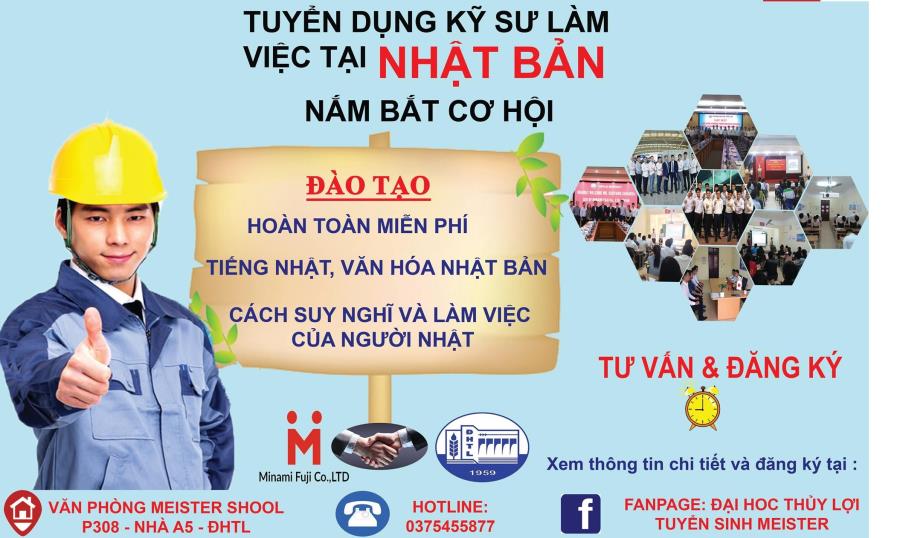 TUYỂN DỤNG KỸ SƯ LÀM
VIỆC TẠI NHẬT BẢN
NẮM BẮT CƠ HỘI
ĐÀO TẠO
HOÀN TOÀN MIỄN PHÍ
TIẾNG NHẬT, VĂN HÓA NHẬT BẢN
CÁCH SUY NGHĨ VÀ LÀM VIỆC
CỦA NGƯỜI NHẬT
TƯ VẤN & ĐĂNG KÝ
Minami Fuji Co.,LTD
ĐHTL
1959
Xem thông tin chi tiết và đăng ký tại :
VĂN PHÒNG MEISTER SHOOL
P308 - NHÀ A5 - ĐHTL
HOTLINE:
0375455877
f
FANPAGE: ĐẠI HOC THỦY LỢI
TUYỂN SINH MEISTER